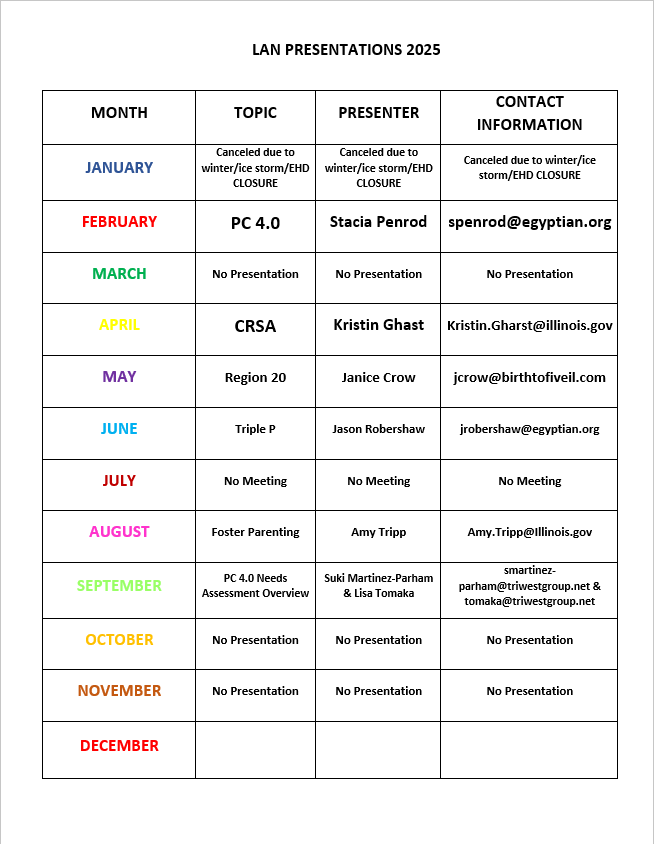 LAN PRESENTATIONS 2025
MONTH
TOPIC
PRESENTER
CONTACT
INFORMATION
JANUARY
Canceled due to
winter/ice storm/EHD
CLOSURE
Canceled due to
winter/ice storm/EHD
CLOSURE
Canceled due to winter/ice
storm/EHD CLOSURE
FEBRUARY
PC 4.0
Stacia Penrod
spenrod@egyptian.org
MARCH
No Presentation
No Presentation
No Presentation
APRIL
CRSA
Kristin Ghast
Kristin.Gharst@illinois.gov
MAY
Region 20
Janice Crow
jcrow@birthtofiveil.com
JUNE
Triple P
Jason Robershaw
jrobershaw@egyptian.org
JULY
No Meeting
No Meeting
No Meeting
AUGUST
Foster Parenting
Amy Tripp
Amy.Tripp@Illinois.gov
SEPTEMBER
PC 4.0 Needs
Assessment Overview
Suki Martinez-Parham
& Lisa Tomaka
smartinez-
parham@triwestgroup.net &
tomaka@triwestgroup.net
OCTOBER
No Presentation
No Presentation
No Presentation
NOVEMBER
No Presentation
No Presentation
No Presentation
DECEMBER